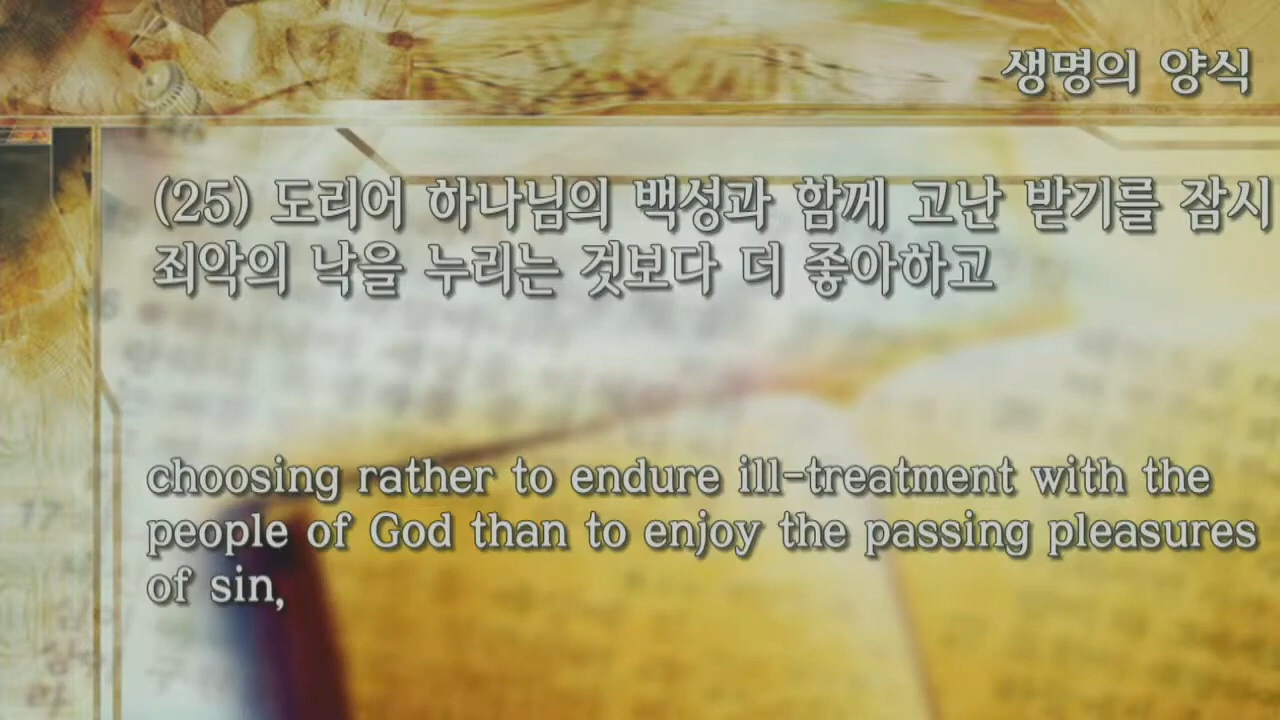 생명의 양식
(25) 도리어 하나님의 백성과 함께 고난 받기를 잠시
죄악의 낙을 누리는 것보다 더 좋아하고
choosing rather to endure ill-treatment with the
people of God than to enjoy the passing pleasures
of sin,
17